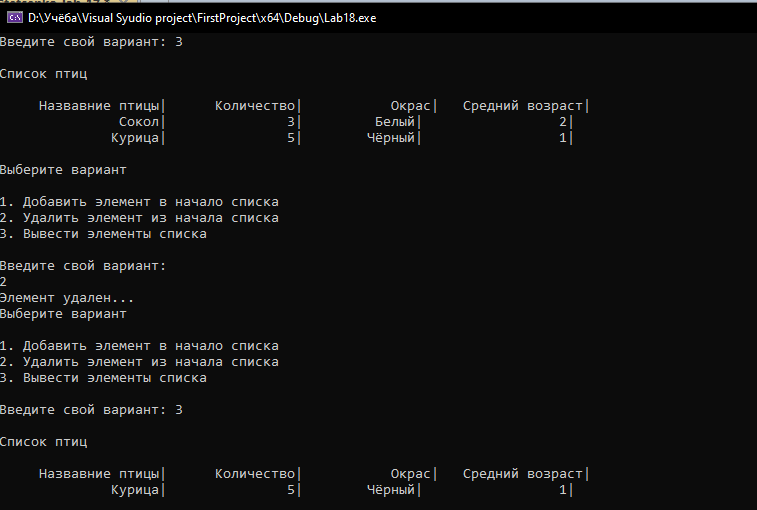 D:\Учёба\Visual Syudio project\FirstProject\x64\Debug\Lab18.exe
Введите свой вариант: 3
Список птиц
Назвавние птицы| Количество| Окрас| Средний возраст|
Сокол| 3| Белый| 2|
Курица| 5| Чёрный| 1|
Выберите вариант
1. Добавить элемент в начало списка
2. Удалить элемент из начала списка
3. Вывести элементы списка
Введите свой вариант:
2
Элемент удален...
Выберите вариант
1. Добавить элемент в начало списка
2. Удалить элемент из начала списка
3. Вывести элементы списка
Введите свой вариант: 3
Список птиц
Назвавние птицы| Количество| Окрас| Средний возраст|
Курица| 5| Чёрный| 1|